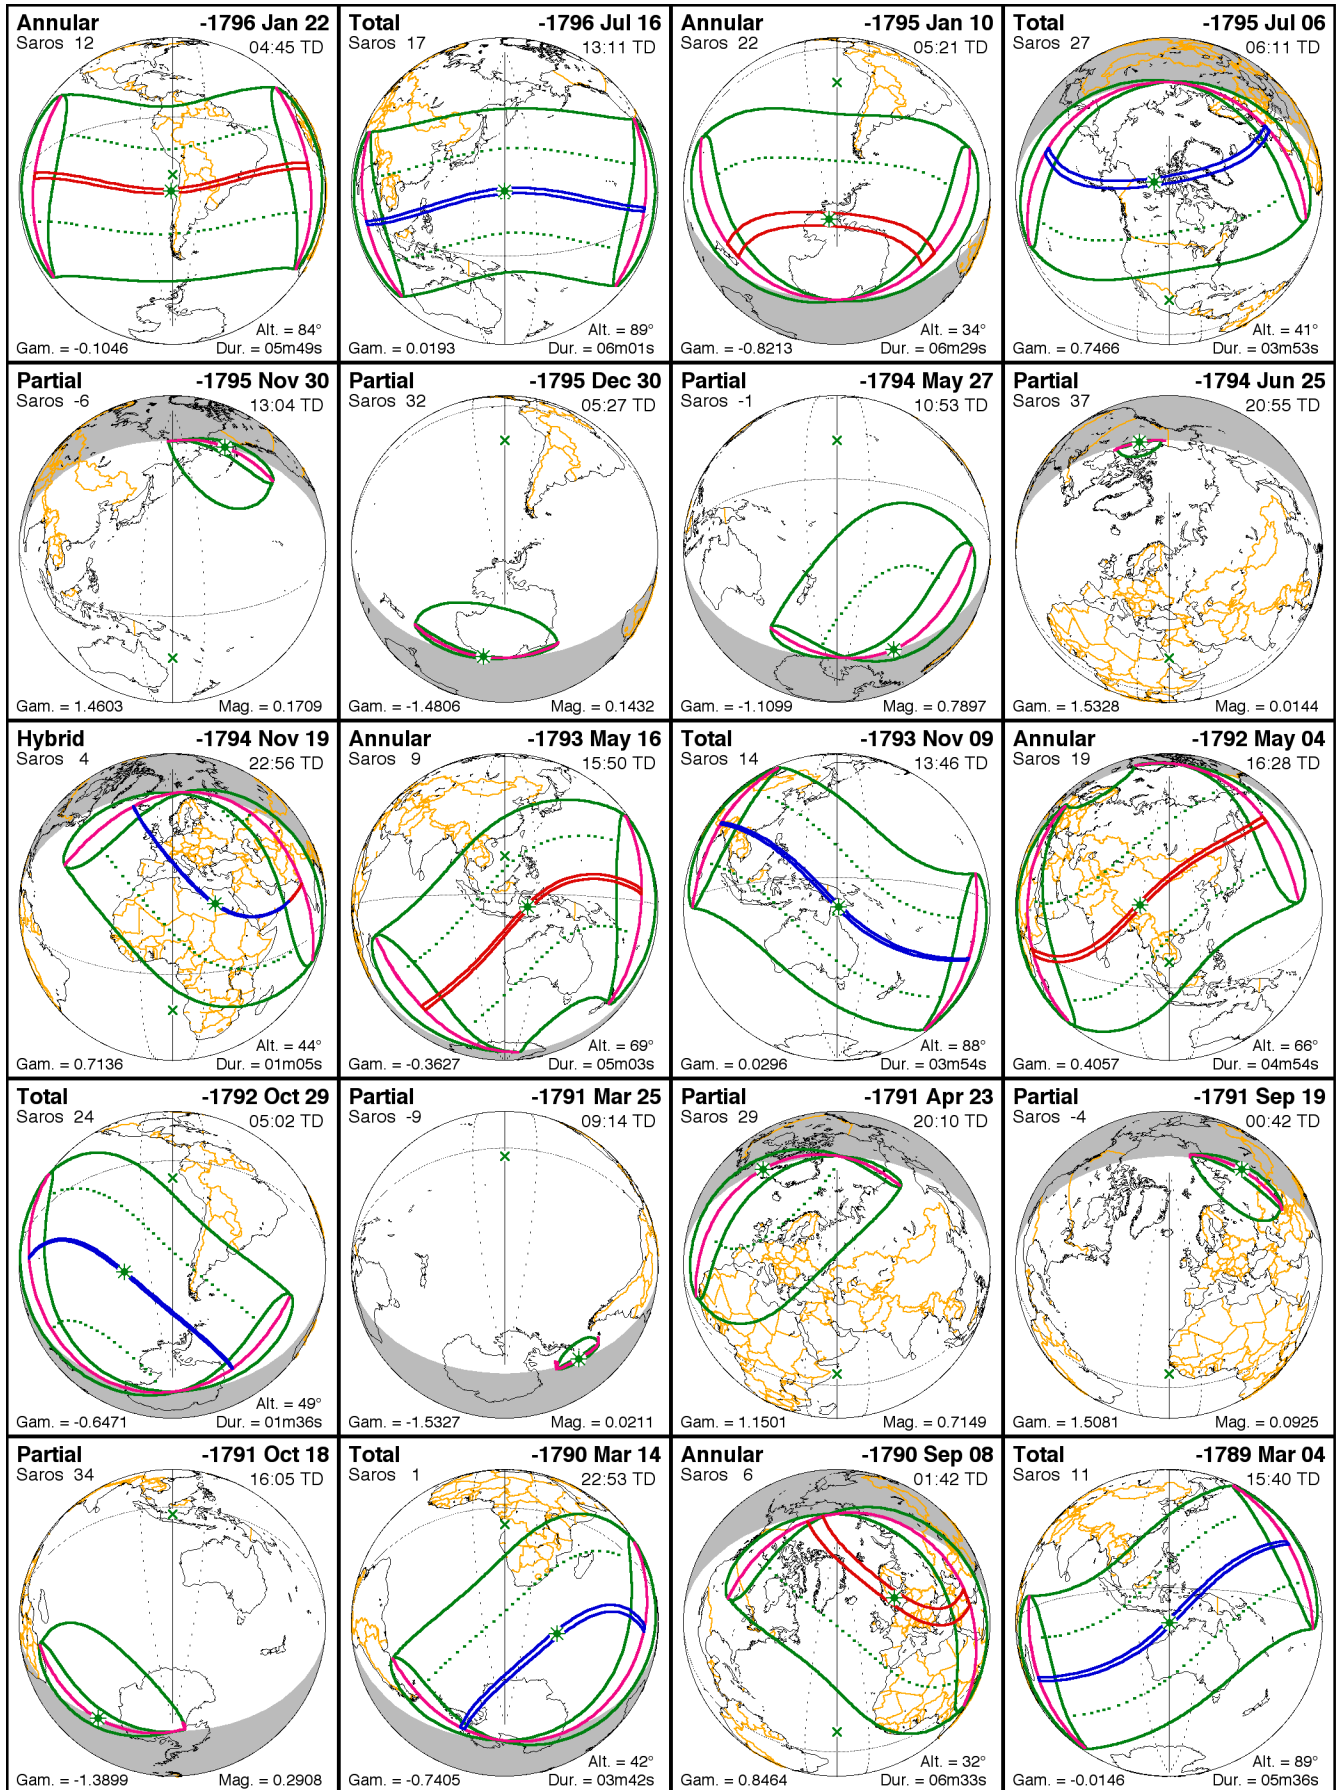 Annular -1796 Jan 22
Saros 12 04:45 TD
Alt. = 84°
Gam. = -0.1046 Dur. = 05m49s
Total -1796 Jul 16
Saros 17 13:11 TD
Alt. = 89°
Gam. = 0.0193 Dur. = 06m01s
Annular -1795 Jan 10
Saros 22 05:21 TD
Alt. = 34°
Gam. = -0.8213 Dur. = 06m29s
Total -1795 Jul 06
Saros 27 06:11 TD
Alt. = 41°
Gam. = 0.7466 Dur. = 03m53s
Partial -1795 Nov 30
Saros -6 13:04 TD
Gam. = 1.4603 Mag. = 0.1709
Partial -1795 Dec 30
Saros 32 05:27 TD
Gam. = -1.4806 Mag. = 0.1432
Partial -1794 May 27
Saros -1 10:53 TD
Gam. = -1.1099 Mag. = 0.7897
Partial -1794 Jun 25
Saros 37 20:55 TD
Gam. = 1.5328 Mag. = 0.0144
Hybrid -1794 Nov 19
Saros 4 22:56 TD
Alt. = 44°
Gam. = 0.7136 Dur. = 01m05s
Annular -1793 May 16
Saros 9 15:50 TD
Alt. = 69°
Gam. = -0.3627 Dur. = 05m03s
Total -1793 Nov 09
Saros 14 13:46 TD
Alt. = 88°
Gam. = 0.0296 Dur. = 03m54s
Annular -1792 May 04
Saros 19 16:28 TD
Alt. = 66°
Gam. = 0.4057 Dur. = 04m54s
Total -1792 Oct 29
Saros 24 05:02 TD
Alt. = 49°
Gam. = -0.6471 Dur. = 01m36s
Partial -1791 Mar 25
Saros -9 09:14 TD
Gam. = -1.5327 Mag. = 0.0211
Partial -1791 Apr 23
Saros 29 20:10 TD
Gam. = 1.1501 Mag. = 0.7149
Partial -1791 Sep 19
Saros -4 00:42 TD
Gam. = 1.5081 Mag. = 0.0925
Partial -1791 Oct 18
Saros 34 16:05 TD
Gam. = -1.3899 Mag. = 0.2908
Total -1790 Mar 14
Saros 1 22:53 TD
Alt. = 42°
Gam. = -0.7405 Dur. = 03m42s
Annular -1790 Sep 08
Saros 6 01:42 TD
Alt. = 32°
Gam. = 0.8464 Dur. = 06m33s
Total -1789 Mar 04
Saros 11 15:40 TD
Alt. = 89°
Gam. = -0.0146 Dur. = 05m36s